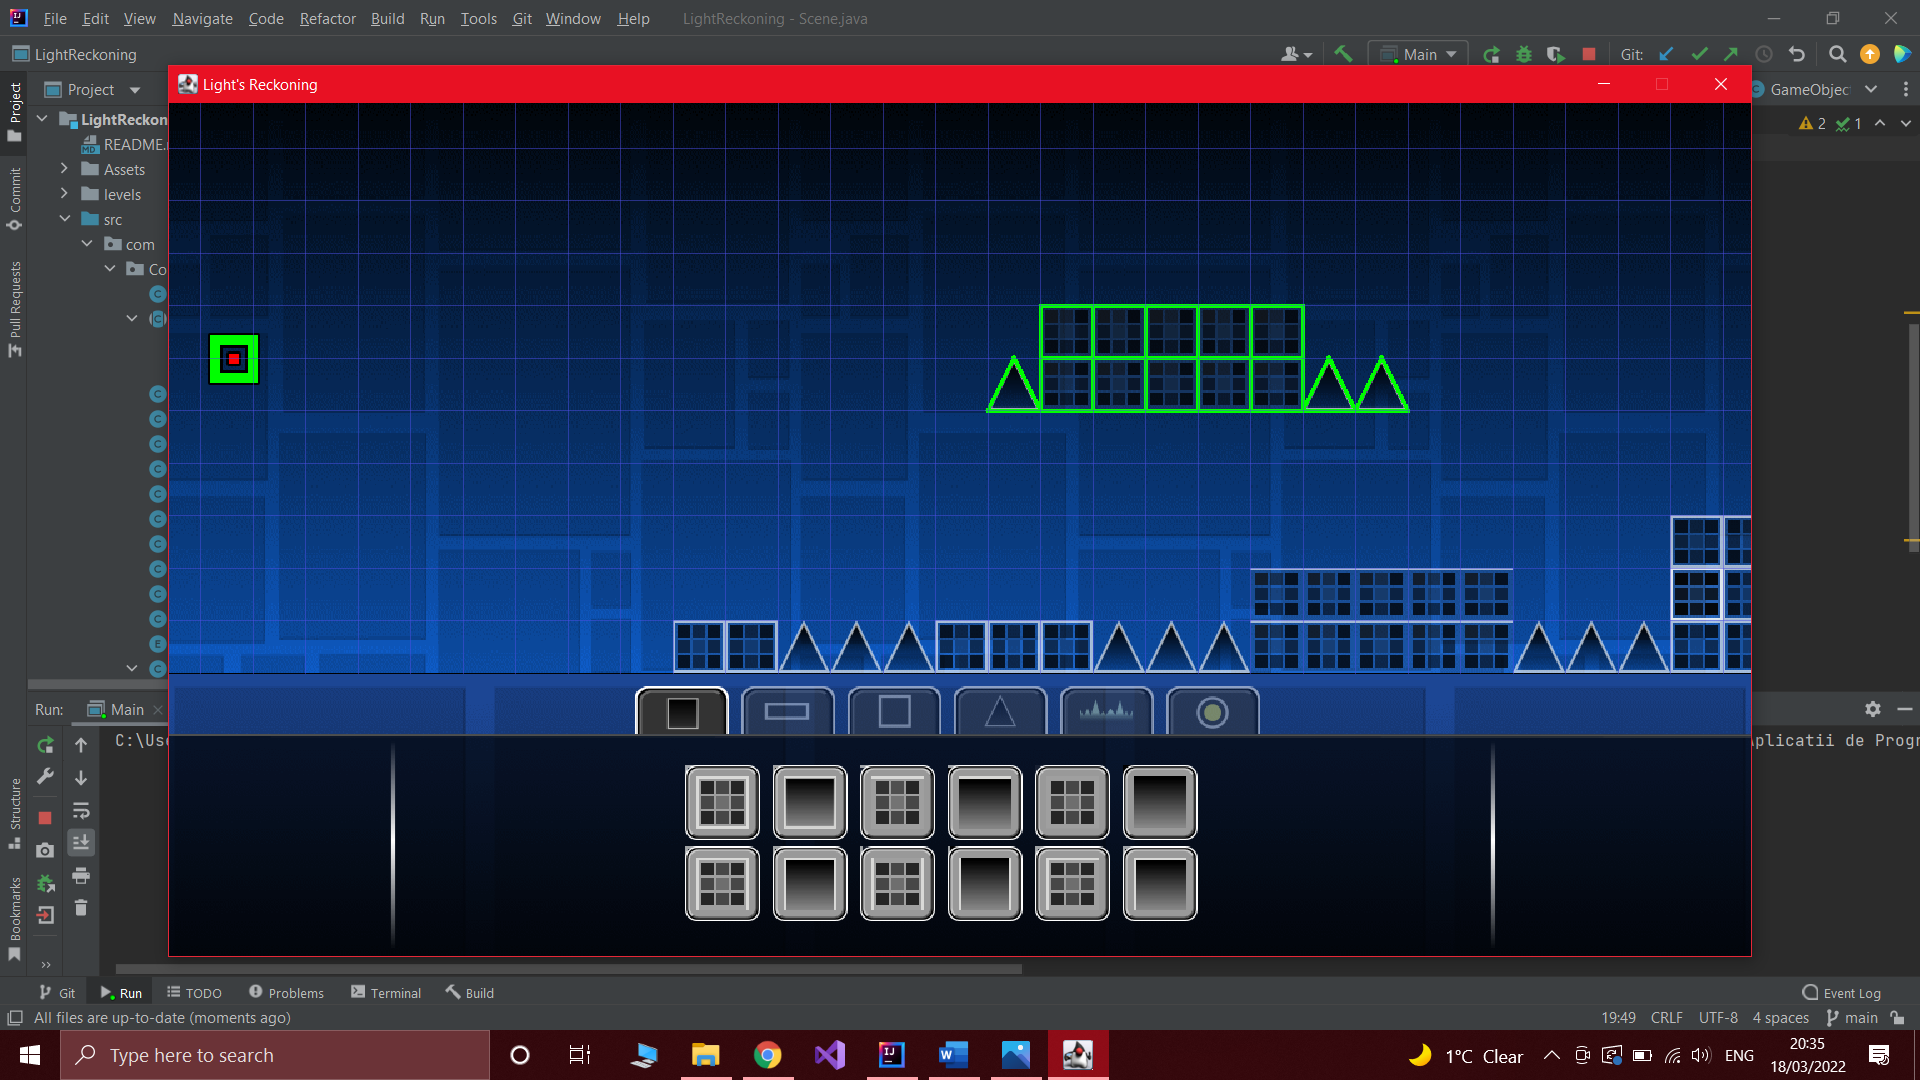 File Edit View Navigate Code Refactor Build Run Tools Git Window Help LightReckoning - Scene.java
LightReckoning Main Git:
Project Light's Reckoning GameObjec
Project
LightReckon 2 1
README.
Assets
levels
src
com
Co
Commit
Pull Requests
Structure
Bookmarks
Run: Main
C:\Use plicatii de Progr
Git Run TODO Problems Terminal Build Event Log
All files are up-to-date (moments ago) 19:49 CRLF UTF-8 4 spaces main
Type here to search 1°C Clear ENG 20:35
18/03/2022